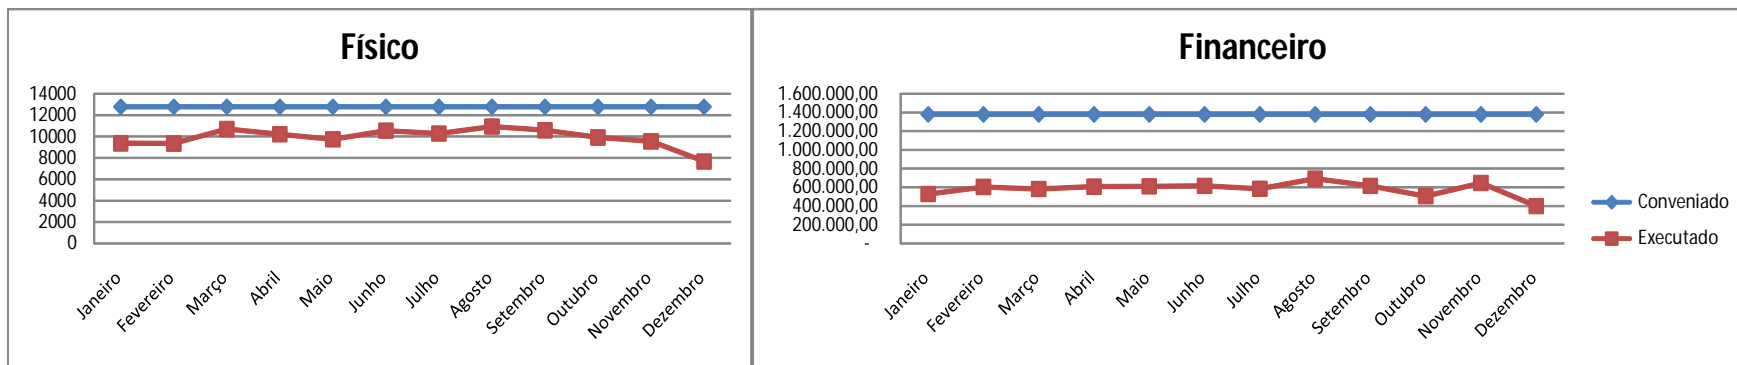 Físico
14000
12000
10000
8000
6000
4000
2000
0
Janeiro
Fevereiro
Março
Abril
Maio
Junho
Julho
Agosto
Setembro
Outubro
Novembro
Dezembro
Financeiro
1.600.000,00
1.400.000,00
1.200.000,00
1.000.000,00
800.000,00
600.000,00
400.000,00
200.000,00
-
Janeiro
Fevereiro
Março
Abril
Maio
Junho
Julho
Agosto
Setembro
Outubro
Novembro
Dezembro
Conveniado
Executado